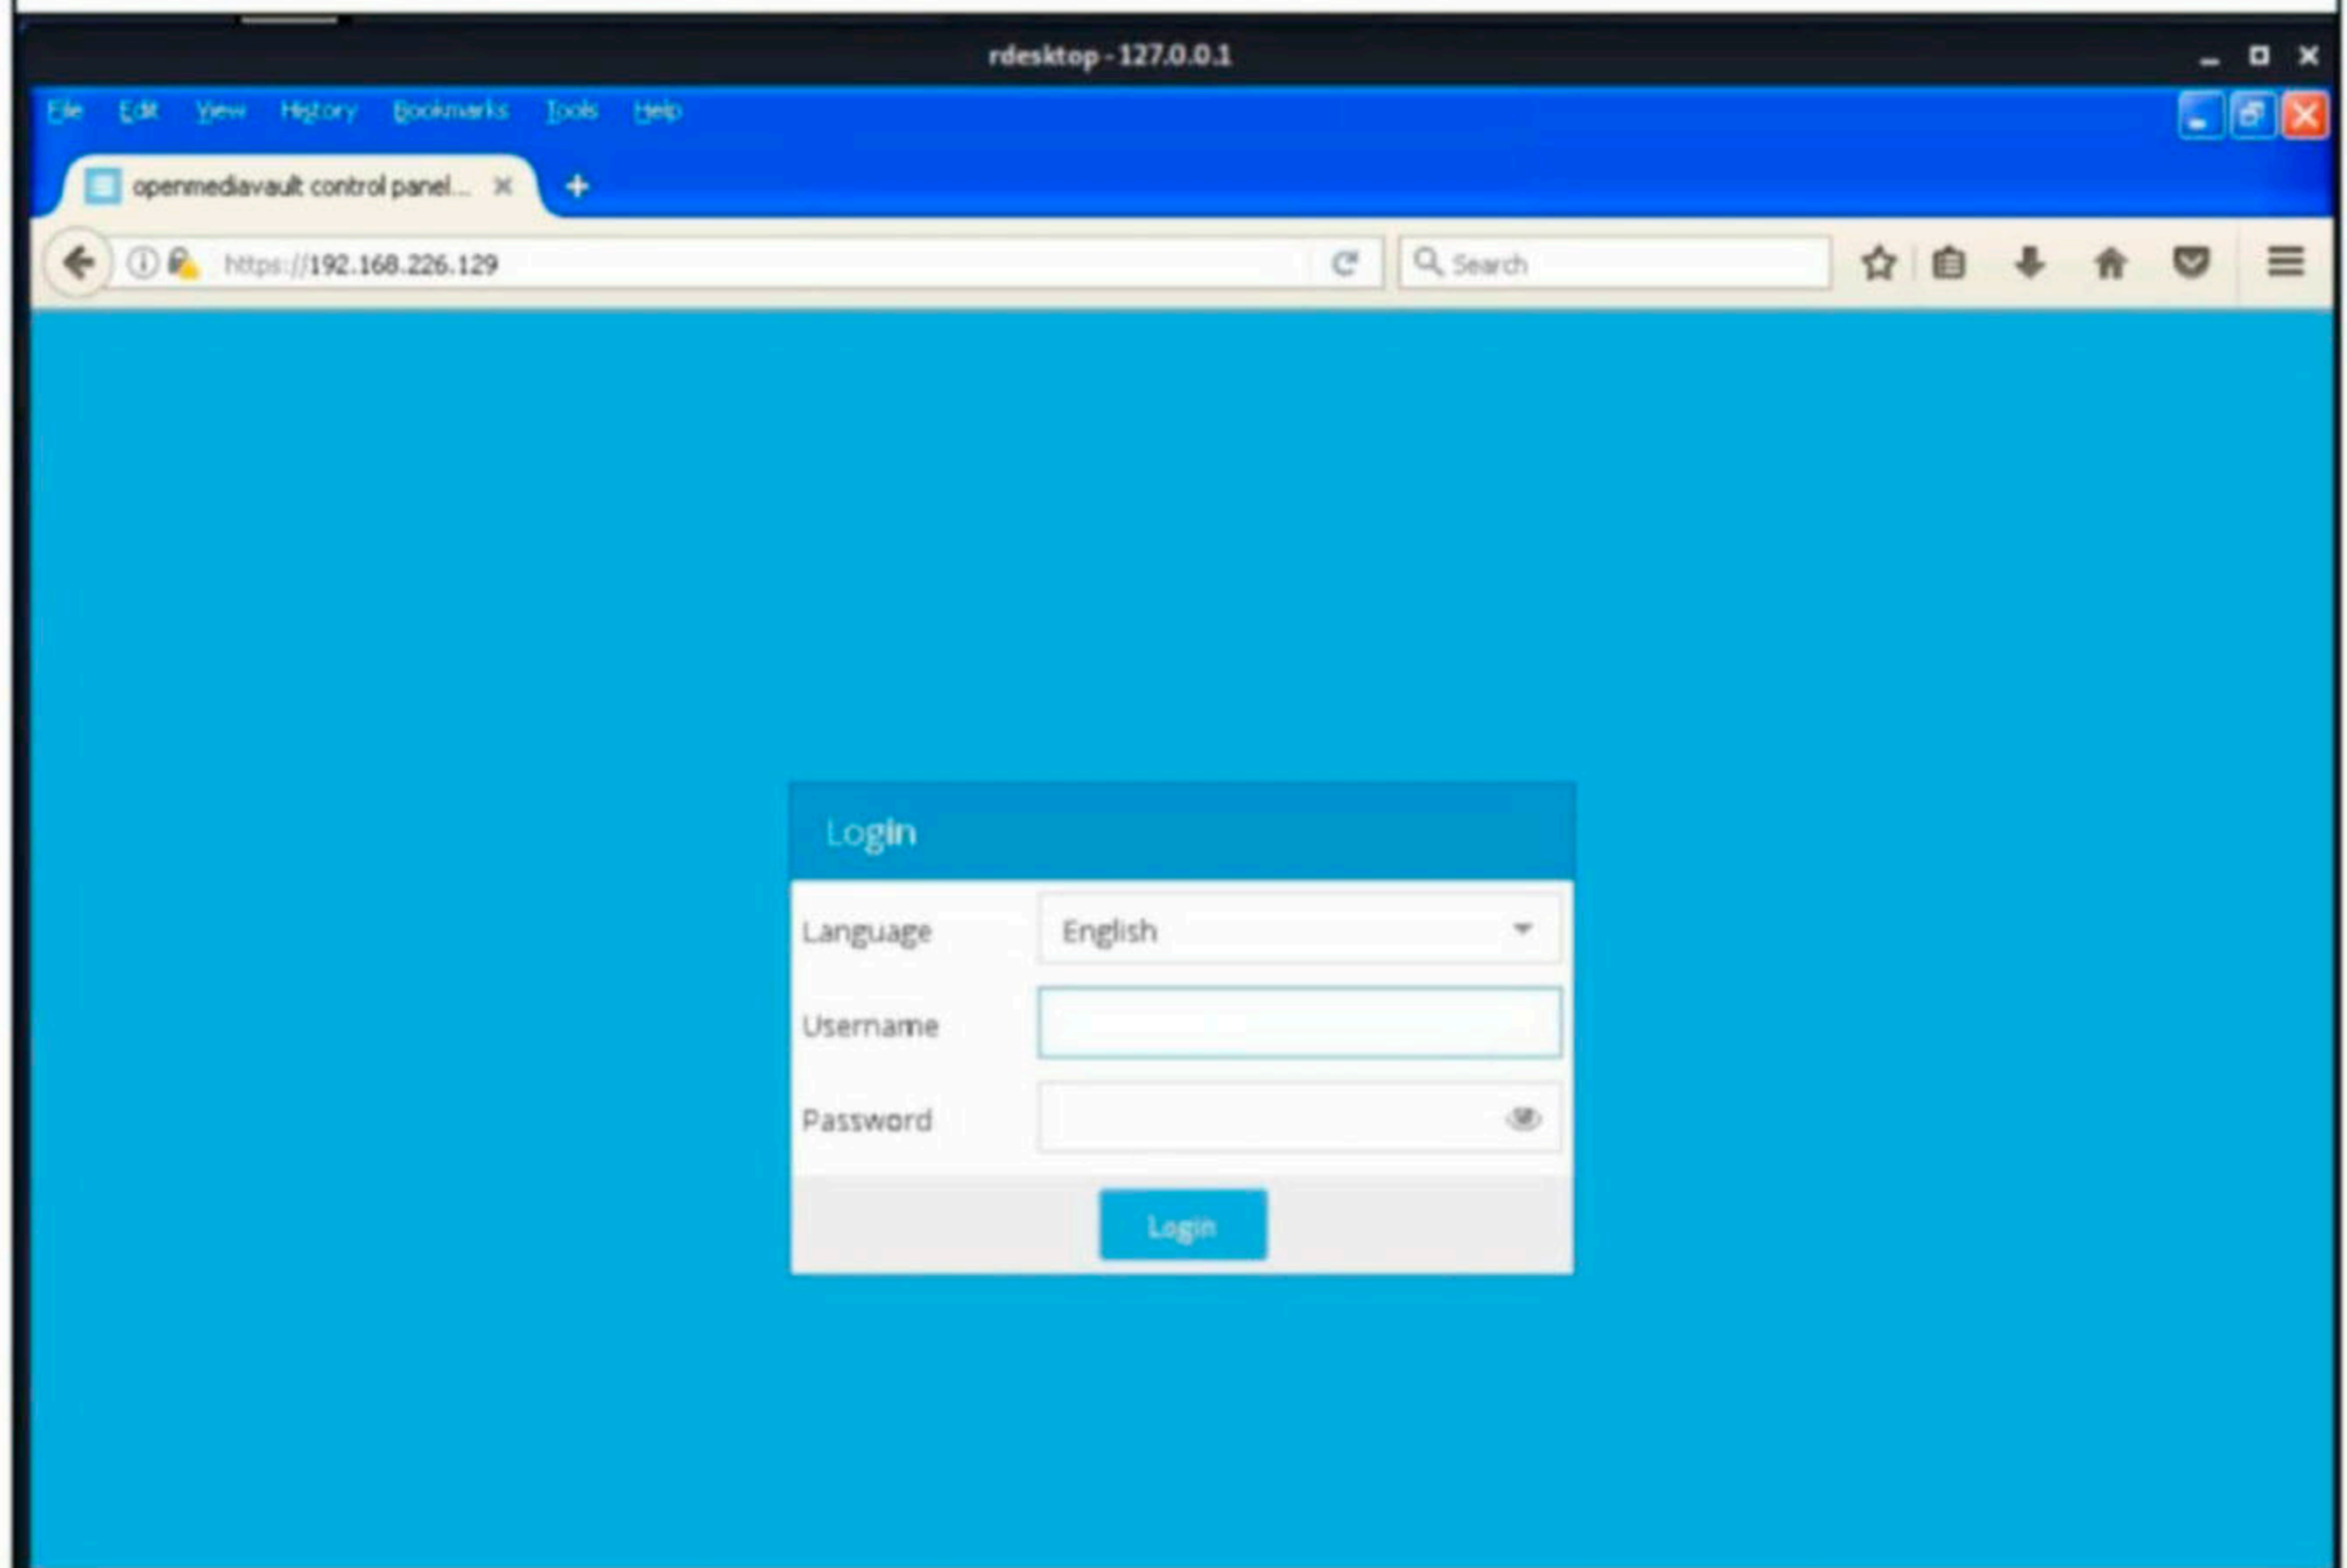 rdesktop - 127.0.0.1
File Edit View History Bookmarks Tools Help
openmediavault control panel...
https://192.168.226.129 Search
Login
Language English
Username
Password
Login